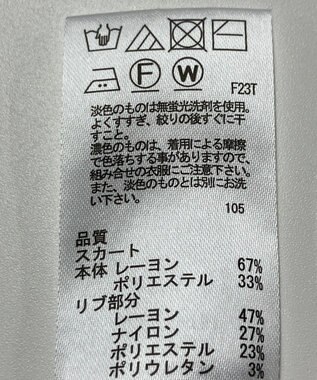 F W
F23T
淡色のものは無蛍光洗剤を使用。
よくすすぎ、絞りの後すぐに干
すこと。
濃色のものは、着用による摩擦
で色落ちする事がありますので、
組み合せの衣服にご注意下さい。
また、淡色のものとは別にお洗
い下さい。
105
品質
スカート
本体 レーヨン 67%
ポリエステル 33%
リブ部分
レーヨン 47%
ナイロン 27%
ポリエステル 23%
ポリウレタン 3%